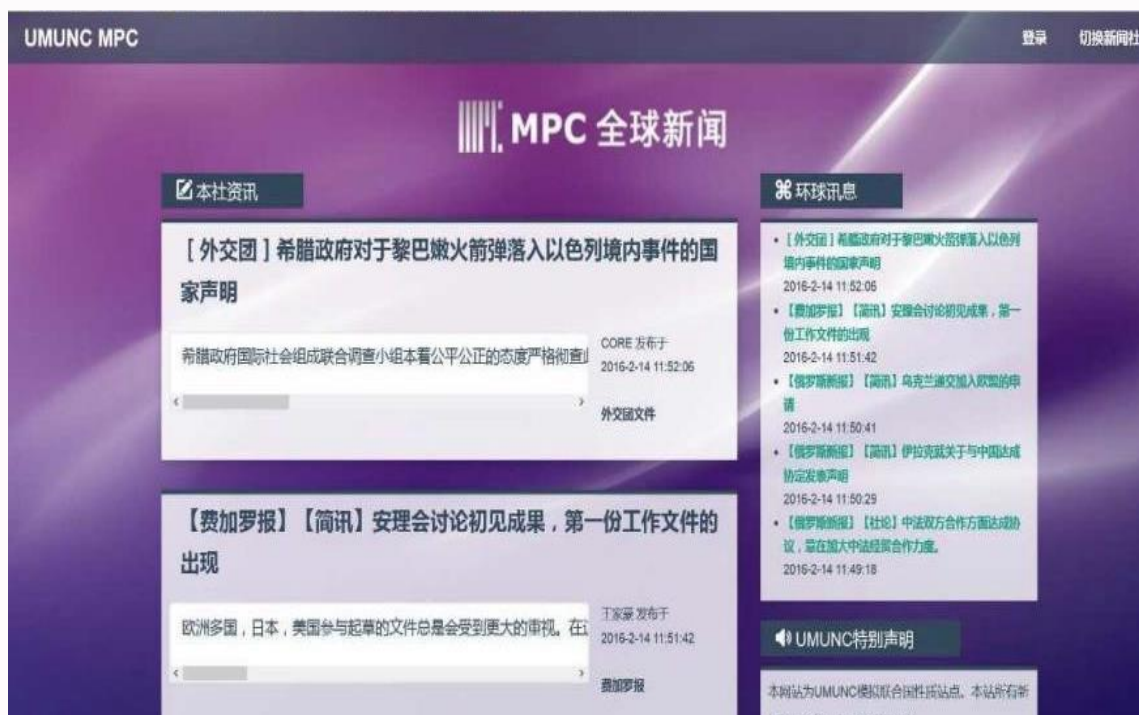 UMUNC MPC
登录
切换新闻社
MPC 全球新闻
本社资讯
[ 外交团 ] 希腊政府对于黎巴嫩火箭弹落入以色列境内事件的国
家声明
希腊政府国际社会组成联合调查小组本着公平公正的态度严格彻查
CORE 发布于
2016-2-14 11:52:06
外交团文件
【费加罗报】【简讯】安理会讨论初见成果,第一份工作文件的
出现
欧洲多国,日本,美国参与起草的文件总是会受到更大的重视。在
王家豪 发布于
2016-2-14 11:51:42
费加罗报
环球讯息
[ 外交团 ] 希腊政府对于黎巴嫩火箭弹落入以色列
境内事件的国家声明
2016-2-14 11:52:06
【费加罗报】【简讯】安理会讨论初见成果,第一
份工作文件的出现
2016-2-14 11:51:42
【俄罗斯新报】【简讯】乌克兰递交加入欧盟的申
请
2016-2-14 11:50:41
【俄罗斯新报】【简讯】伊拉克就关于与中国达成
协定发表声明
2016-2-14 11:50:29
【俄罗斯新报】【社论】中法双方合作方面达成协
议,意在加大中法经贸合作力度。
2016-2-14 11:49:18
UMUNC特别声明
本网站为UMUNC模拟联合国性质站点。本站所有新